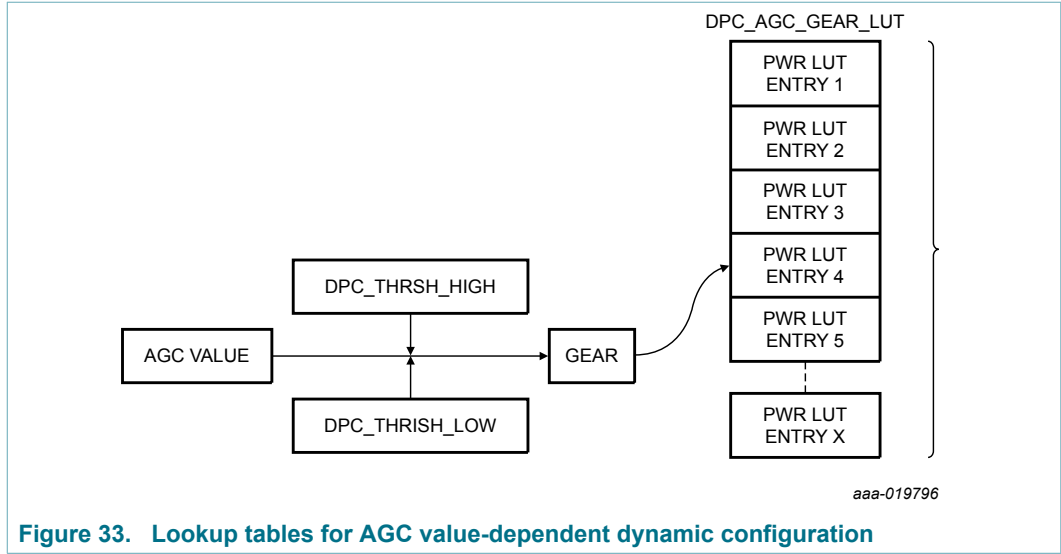 DPC_AGC_GEAR_LUT
PWR LUT
ENTRY 1
PWR LUT
ENTRY 2
PWR LUT
ENTRY 3
PWR LUT
ENTRY 4
PWR LUT
ENTRY 5
PWR LUT
ENTRY X
DPC_THRSH_HIGH
AGC VALUE
GEAR
DPC_THRISH_LOW
aaa-019796
Figure 33. Lookup tables for AGC value-dependent dynamic configuration